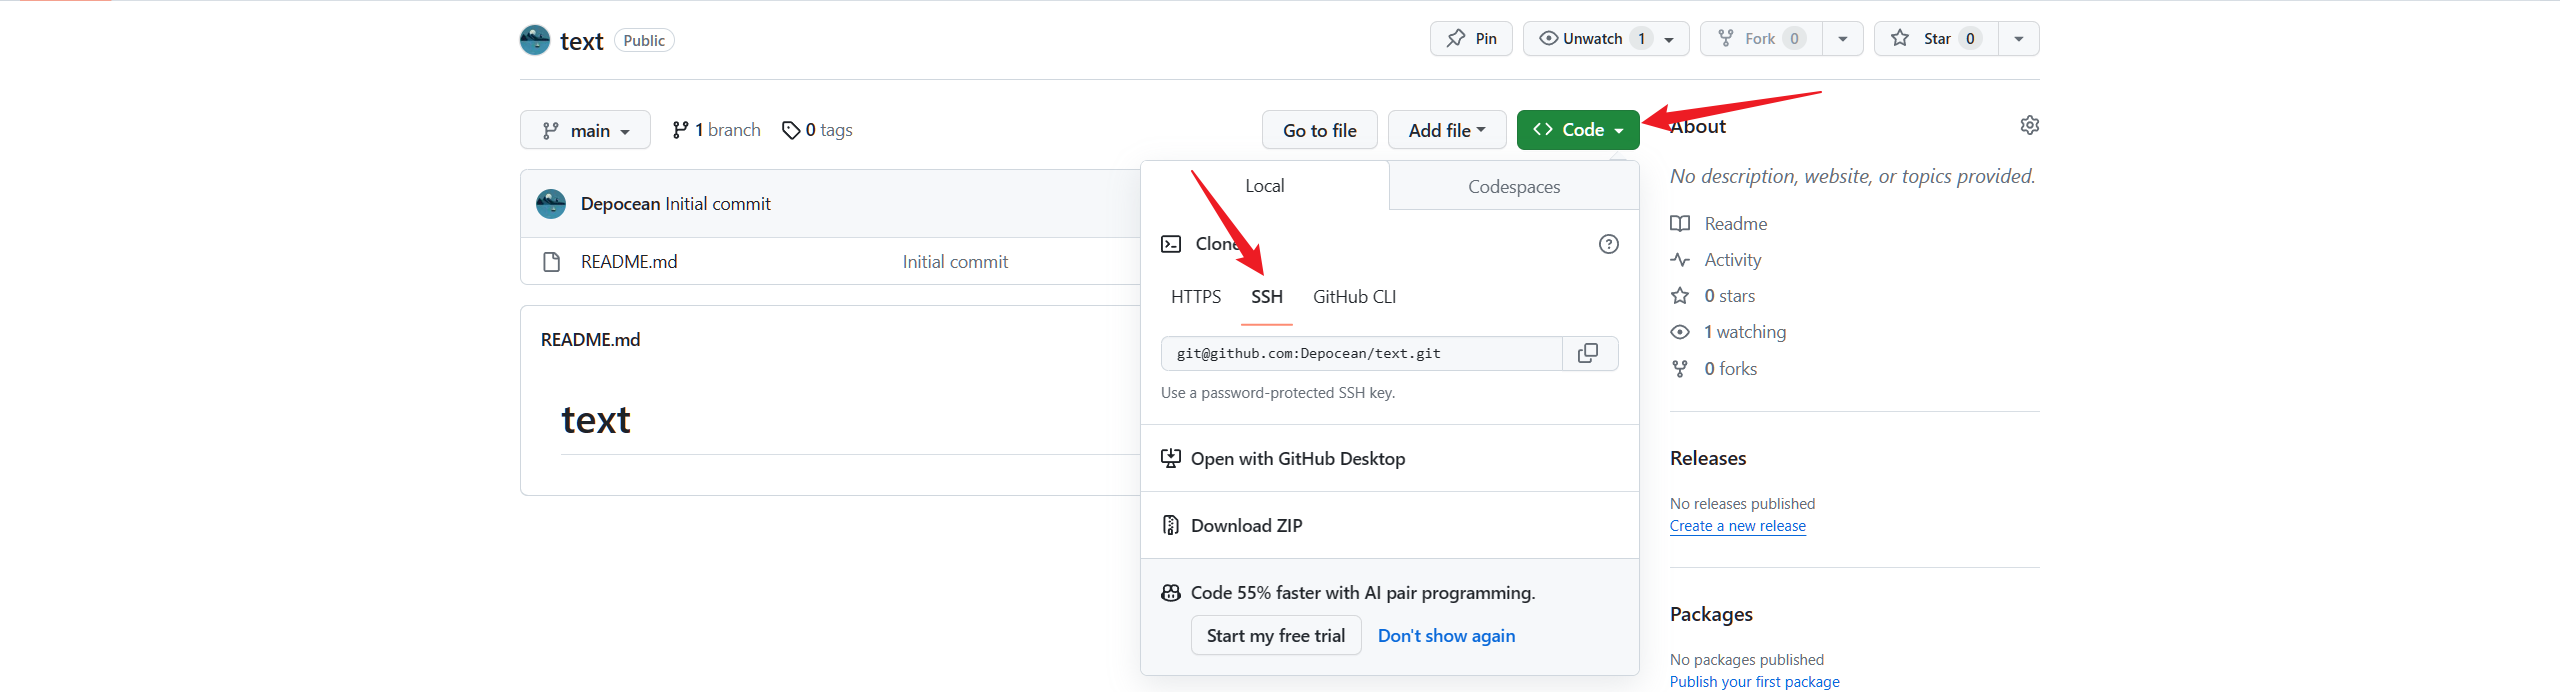 text Public
Pin
Unwatch 1
Fork 0
Star 0
main
1 branch
0 tags
Go to file
Add file
<> Code
Depocean Initial commit
README.md Initial commit
README.md
text
Local
Codespaces
Clone
HTTPS SSH GitHub CLI
git@github.com:Depocean/text.git
Use a password-protected SSH key.
Open with GitHub Desktop
Download ZIP
Code 55% faster with AI pair programming.
Start my free trial Don't show again
About
No description, website, or topics provided.
Readme
Activity
0 stars
1 watching
0 forks
Releases
No releases published
Create a new release
Packages
No packages published
Publish your first package